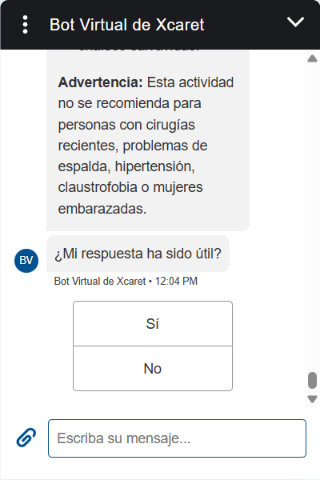 Bot Virtual de Xcaret
Advertencia: Esta actividad
no se recomienda para
personas con cirugías
recientes, problemas de
espalda, hipertensión,
claustrofobia o mujeres
embarazadas.
¿Mi respuesta ha sido útil?
BV
Bot Virtual de Xcaret • 12:04 PM
Sí
No
Escriba su mensaje...